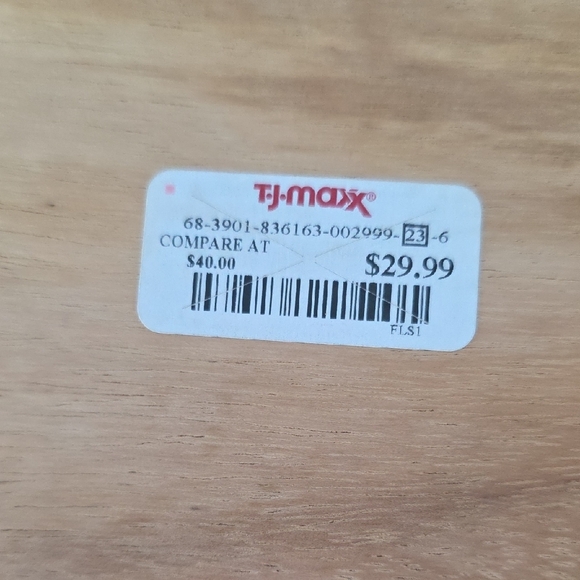 T·J·maxx®
68-3901-836163-002999-23-6
COMPARE AT
$40.00
$29.99
FLS1